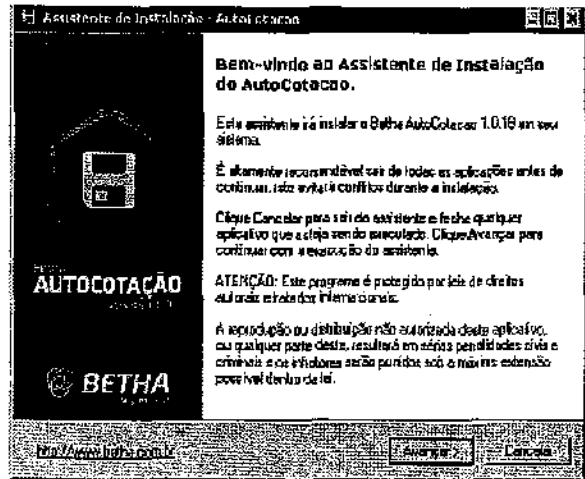 Assistente de Instalação - AutoCotacao
Bem-vindo ao Assistente de Instalação
do AutoCotacao.
Este assistente irá instalar o Betha AutoCotacao 1.0.18 em seu
sistema.
É altamente recomendável sair de todas as aplicações antes de
continuar, isto evitará conflitos durante a instalação.
Clique Cancelar para sair do assistente e feche qualquer
aplicativo que esteja sendo executado. Clique Avançar para
continuar com a execução do assistente.
ATENÇÃO: Este programa é protegido por leis de direitos
autorais e tratados internacionais.
A reprodução ou distribuição não autorizada deste aplicativo,
ou qualquer parte deste, resultará em sérias penalidades civis e
criminais e os infratores serão punidos sob a máxima extensão
possível dentro da lei.
AUTOCOTAÇÃO
BETHA
http://www.betha.com.br
Avançar >
Cancelar